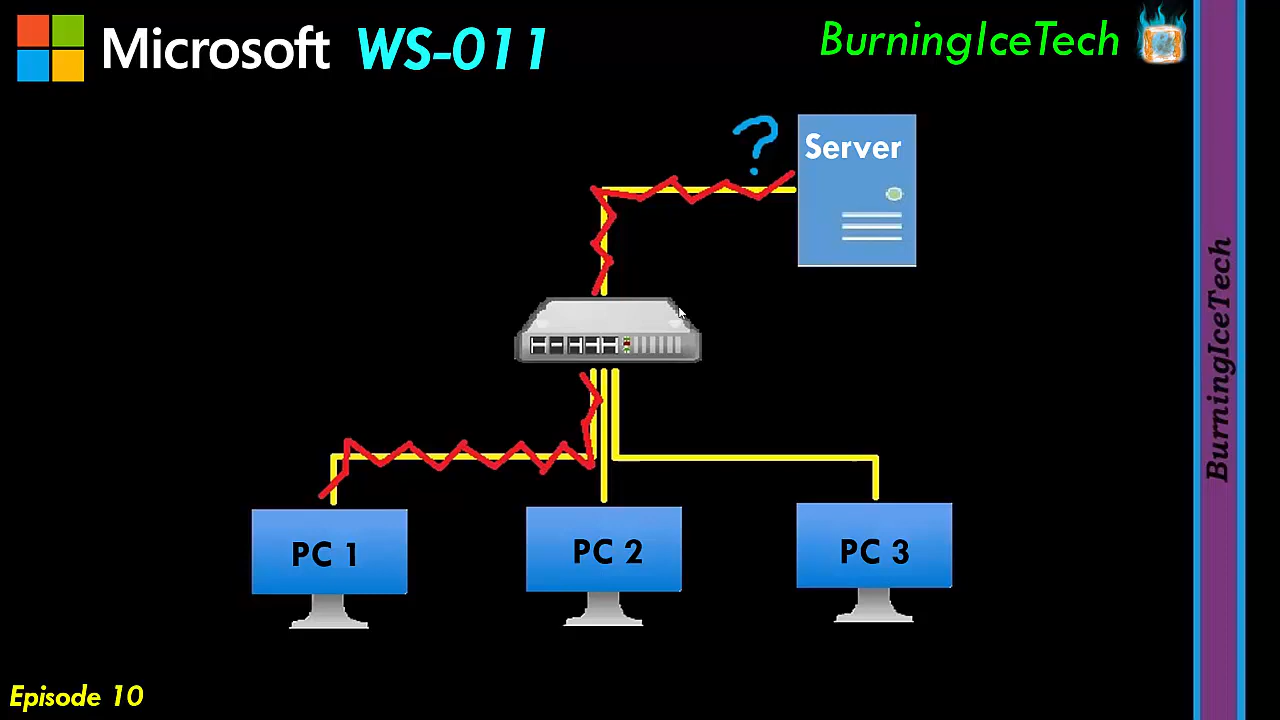 Microsoft WS-011
BurningIceTech
?
Server
PC 1
PC 2
PC 3
Episode 10
BurningIceTech